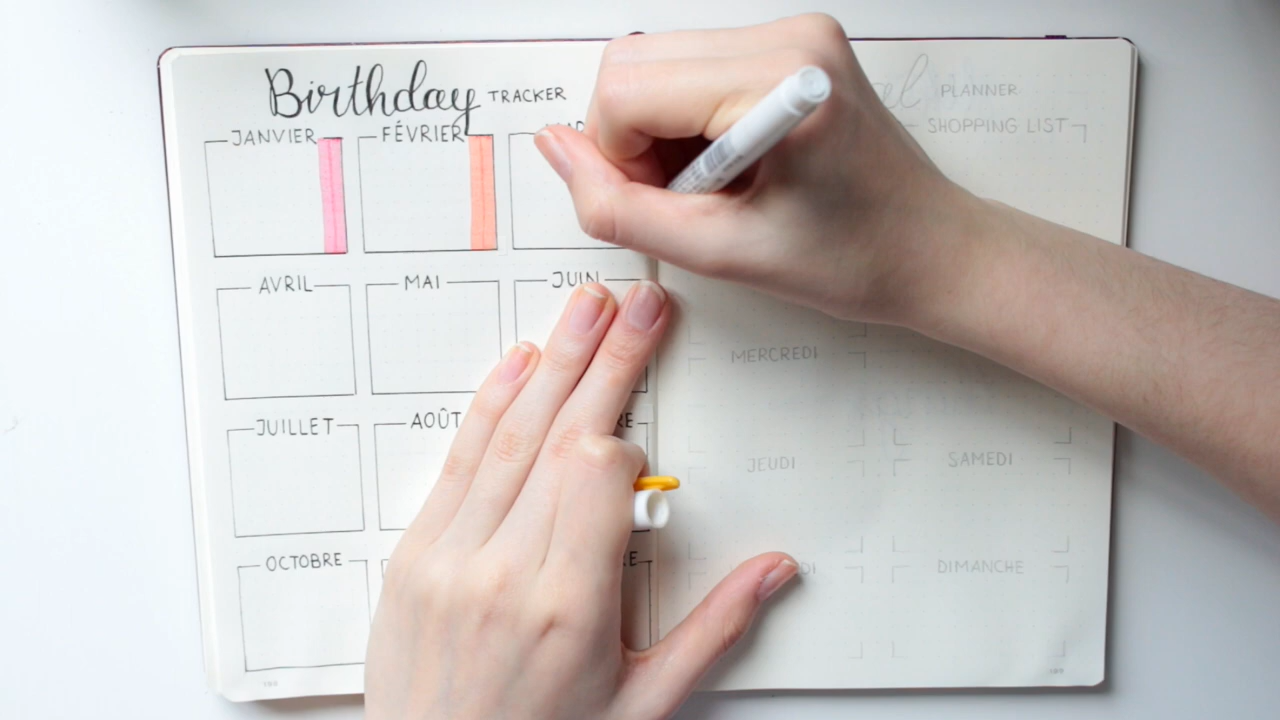 Birthday TRACKER
JANVIER
FÉVRIER
AVRIL
MAI
JUIN
JUILLET
AOÛT
OCTOBRE
PLANNER
SHOPPING LIST
MERCREDI
JEUDI
SAMEDI
DIMANCHE